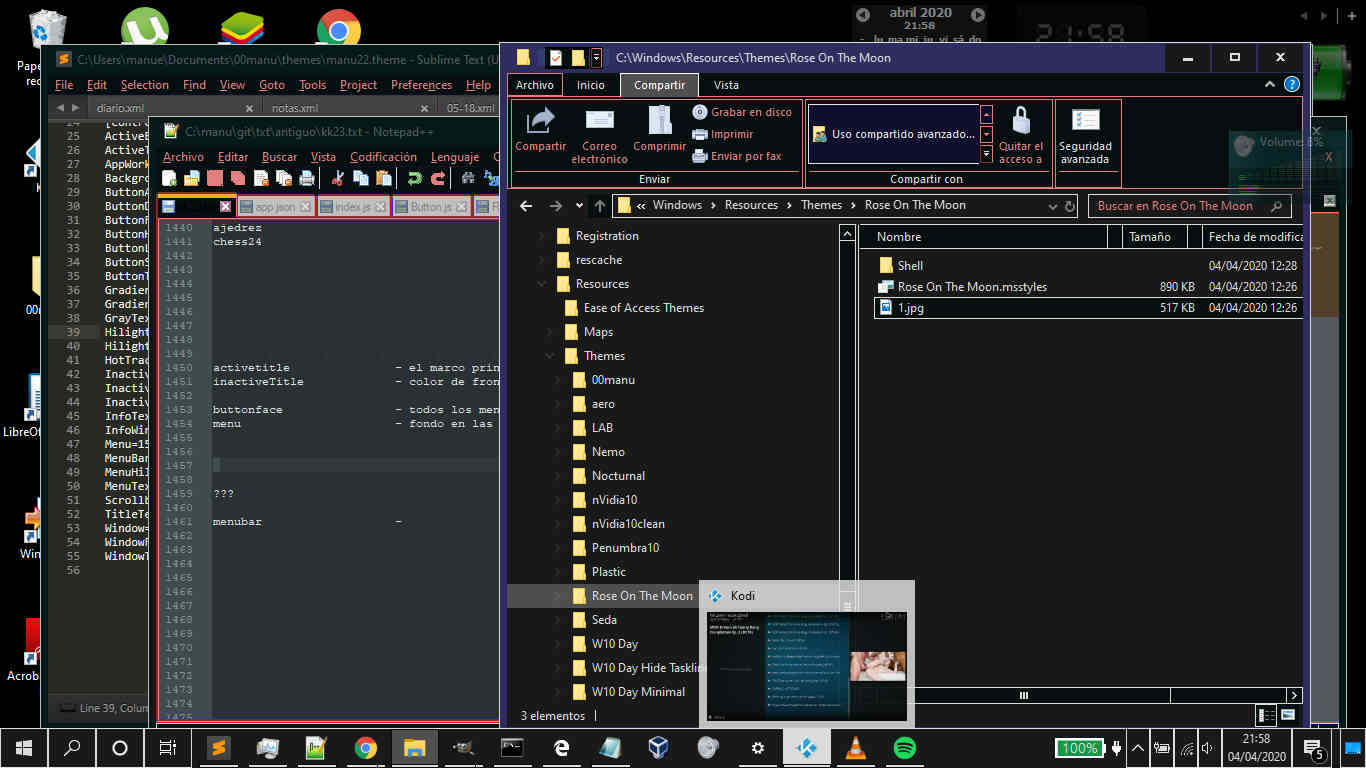 abril 2020
21:58
- lu ma mi ju vi sá do
21:58
Pape
rec
C:\Users\manue\Documents\00manu\themes\manu22.theme - Sublime Text (U
File Edit Selection Find View Goto Tools Project Preferences Help
diario.xml notas.xml 05-18.xml
25 ActiveB
26 ActiveT
27 AppWork
28 Backgro
29 ButtonA
30 ButtonD
31 ButtonF
32 ButtonH
33 ButtonL
34 ButtonS
35 ButtonT
36 Gradien
37 Gradien
38 GrayTex
39 Hilight
40 Hilight
41 HotTrac
42 Inactiv
43 Inactiv
44 Inactiv
45 InfoTex
46 InfoWin
47 Menu=15
48 MenuBar
49 MenuHil
50 MenuTex
51 Scrollb
52 TitleTe
53 Window=
54 WindowF
55 WindowT
56
Line 39, Colum
C:\manu\git\txt\antiguo\kk23.txt - Notepad++
Archivo Editar Buscar Vista Codificación Lenguaje C
app.json index.js Button.js Fl
1440 ajedrez
1441 chess24
1442
1443
1444
1445
1446
1447
1448
1449
1450 activetitle - el marco prin
1451 inactiveTitle - color de fron
1452
1453 buttonface - todos los men
1454 menu - fondo en las
1455
1456
1457
1458
1459 ???
1460
1461 menubar -
1462
1463
1464
1465
1466
1467
1468
1469
1470
1471
1472
1473
1474
1475
C:\Windows\Resources\Themes\Rose On The Moon
Archivo Inicio Compartir Vista
Compartir
Correo electrónico
Comprimir
Grabar en disco
Imprimir
Enviar por fax
Enviar
Uso compartido avanzado...
Quitar el acceso a
Compartir con
Seguridad avanzada
Volume: 6%
X
« Windows Resources Themes Rose On The Moon
Buscar en Rose On The Moon
Registration
rescache
Resources
Ease of Access Themes
Maps
Themes
00manu
aero
LAB
Nemo
Nocturnal
nVidia10
nVidia10clean
Penumbra10
Plastic
Rose On The Moon
Seda
W10 Day
W10 Day Hide Tasklin
W10 Day Minimal
Nombre Tamaño Fecha de modifica
Shell 04/04/2020 12:28
Rose On The Moon.msstyles 890 KB 04/04/2020 12:26
1.jpg 517 KB 04/04/2020 12:26
3 elementos
Kodi
00m
LibreOf
Win
Acrob
100%
21:58
04/04/2020
5